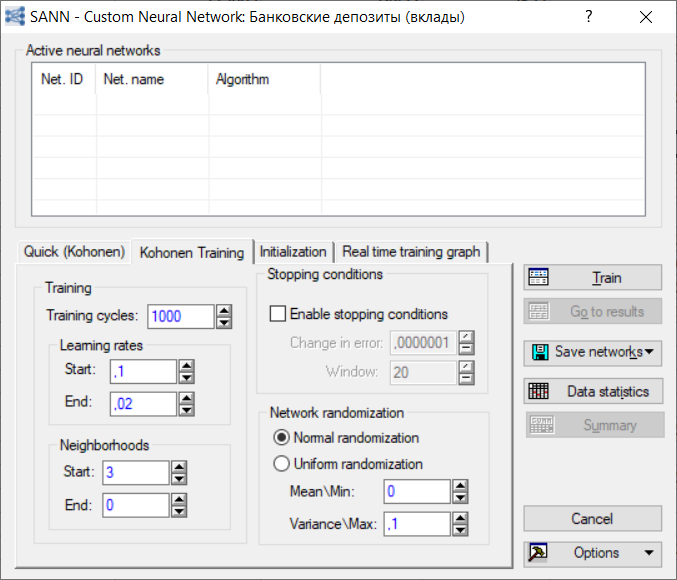 SANN - Custom Neural Network: Банковские депозиты (вклады)
?
Active neural networks
Net. ID Net. name Algorithm
Quick (Kohonen) Kohonen Training Initialization Real time training graph
Training
Training cycles: 1000
Learning rates
Start: ,1
End: ,02
Neighborhoods
Start: 3
End: 0
Stopping conditions
Enable stopping conditions
Change in error: ,0000001
Window: 20
Network randomization
Normal randomization
Uniform randomization
Mean\Min: 0
Variance\Max: ,1
Train
Go to results
Save networks
Data statistics
Summary
Cancel
Options